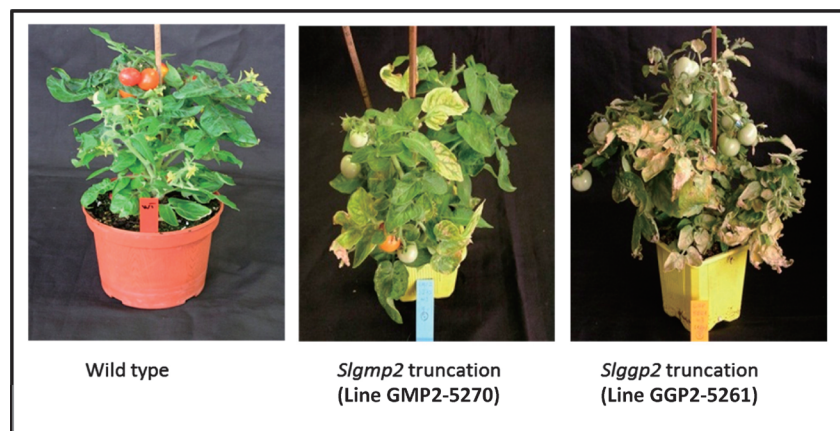 Wild type
Slgmp2 truncation
(Line GMP2-5270)
Slggp2 truncation
(Line GGP2-5261)